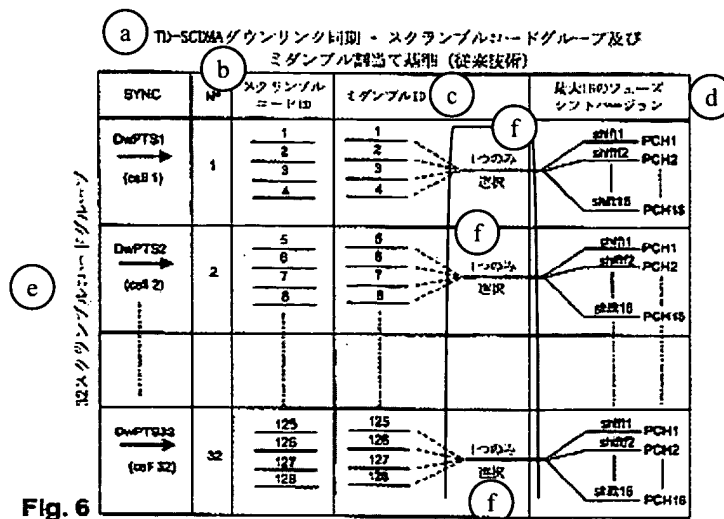 a TD-SCDMAダウンリンク同期・スクランブルコードグループ及び
ミダンブル割当て基準 (従来技術)
b c d
SYNC Nº スクランブル ミダンブルID 最大16のフェーズ
コードID シフトバージョン
e 32スクランブルコードグループ
DwPTS1
(cell 1)
1
1 2 3 4
1 2 3 4
f
1つのみ
選択
shift1 PCH1
shift2 PCH2
shift16 PCH16
DwPTS2
(cell 2)
2
5 6 7 8
6 6 7 8
f
1つのみ
選択
shift1 PCH1
shift2 PCH2
shift16 PCH16
DwPTS32
(cell 32)
32
125 126 127 128
125 126 127 128
1つのみ
選択
f
shift1 PCH1
shift2 PCH2
shift16 PCH16
Fig. 6